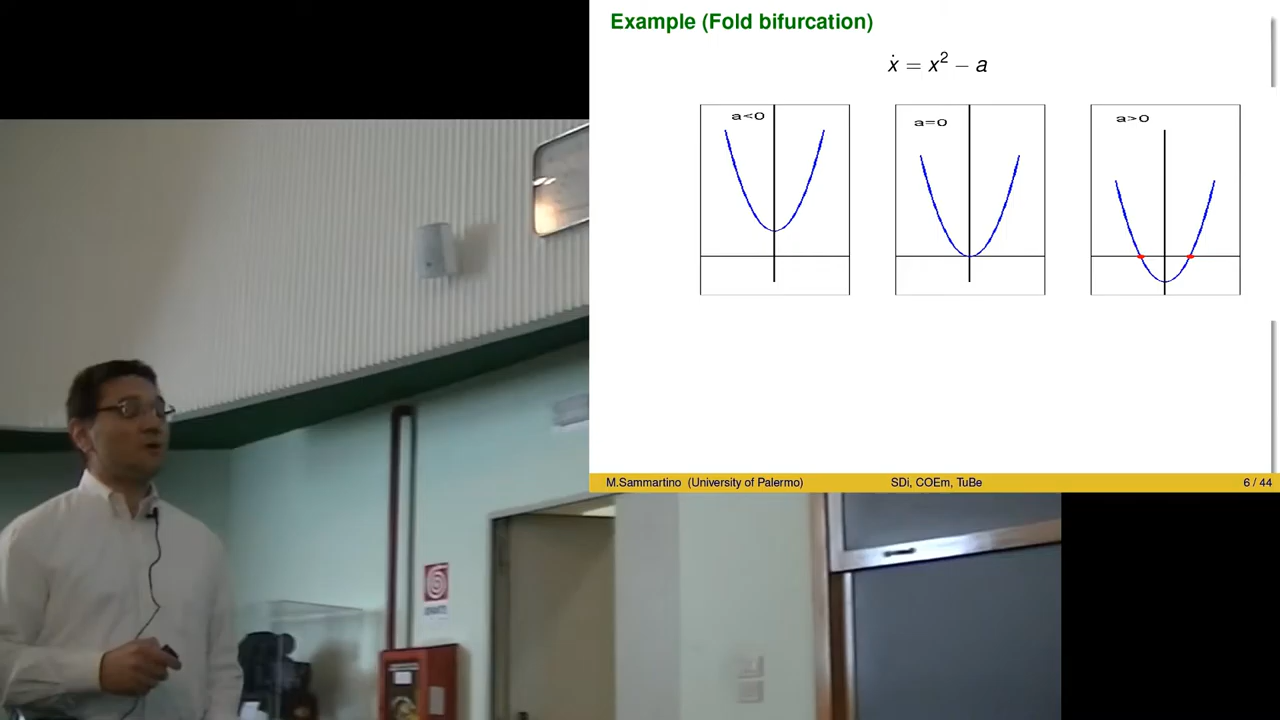 Example (Fold bifurcation)
ẋ = x² − a
a<0
a=0
a>0
M.Sammartino (University of Palermo)
SDi, COEm, TuBe
6 / 44